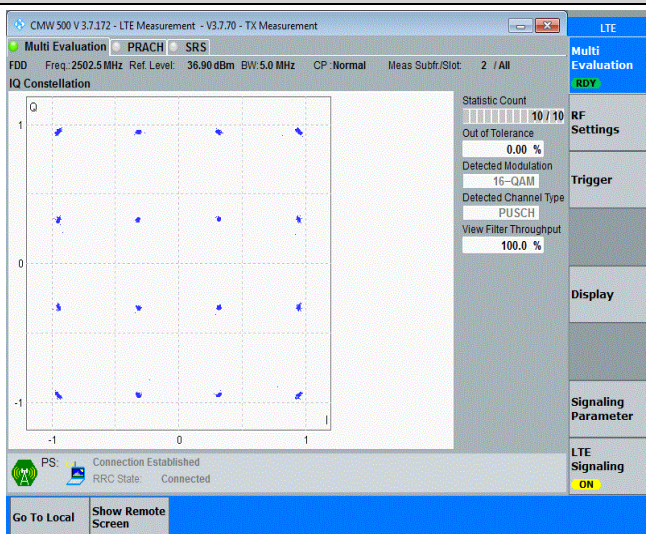 CMW 500 V 3.7.172 - LTE Measurement - V3.7.70 - TX Measurement
LTE
Multi Evaluation PRACH SRS
FDD Freq.:2502.5 MHz Ref. Level: 36.90 dBm BW:5.0 MHz CP :Normal Meas Subfr./Slot: 2 / All
IQ Constellation
Q
1
0
-1
-1 0 1
I
Statistic Count
10 / 10
Out of Tolerance
0.00 %
Detected Modulation
16-QAM
Detected Channel Type
PUSCH
View Filter Throughput
100.0 %
Multi
Evaluation
RDY
RF
Settings
Trigger
Display
Signaling
Parameter
LTE
Signaling
ON
PS: Connection Established
RRC State: Connected
Go To Local
Show Remote
Screen